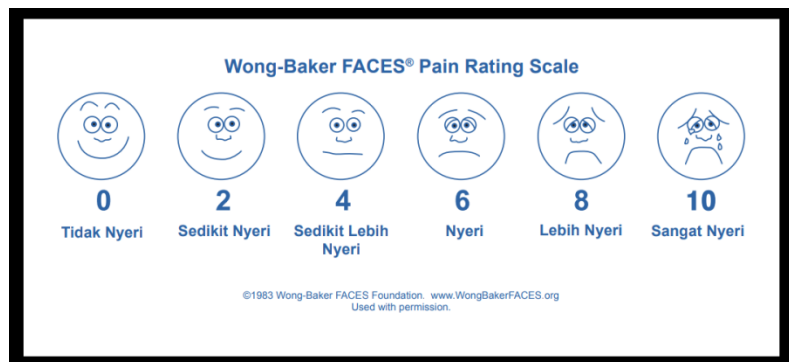 Wong-Baker FACES® Pain Rating Scale
0
2
4
6
8
10
Tidak Nyeri
Sedikit Nyeri
Sedikit Lebih
Nyeri
Nyeri
Lebih Nyeri
Sangat Nyeri
©1983 Wong-Baker FACES Foundation. www.WongBakerFACES.org
Used with permission.